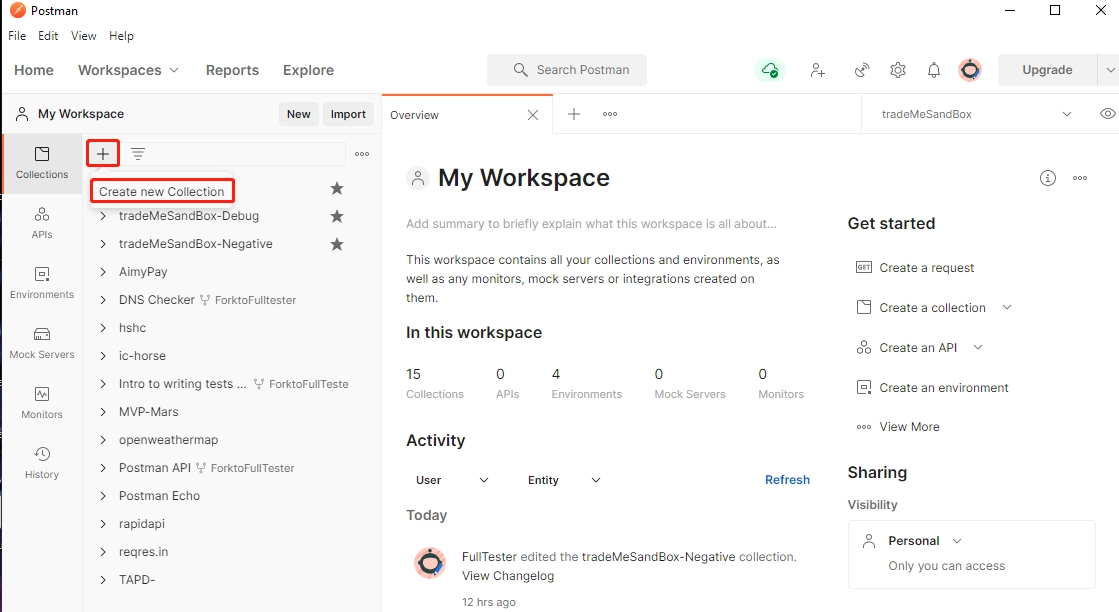 Postman
File Edit View Help
Home Workspaces Reports Explore Search Postman Upgrade
My Workspace New Import
Overview
tradeMeSandBox
Collections
APIs
Environments
Mock Servers
Monitors
History
Create new Collection
tradeMeSandBox-Debug
tradeMeSandBox-Negative
AimyPay
DNS Checker ForktoFulltester
hshc
ic-horse
Intro to writing tests ... ForktoFullTeste
MVP-Mars
openweathermap
Postman API ForktoFullTester
Postman Echo
rapidapi
reqres.in
TAPD-
My Workspace
Add summary to briefly explain what this workspace is all about...
This workspace contains all your collections and environments, as
well as any monitors, mock servers or integrations created on
them.
In this workspace
15 0 4 0 0
Collections APIs Environments Mock Servers Monitors
Activity
User Entity Refresh
Today
FullTester edited the tradeMeSandBox-Negative collection.
View Changelog
12 hrs ago
Get started
GET Create a request
Create a collection
Create an API
Create an environment
View More
Sharing
Visibility
Personal
Only you can access